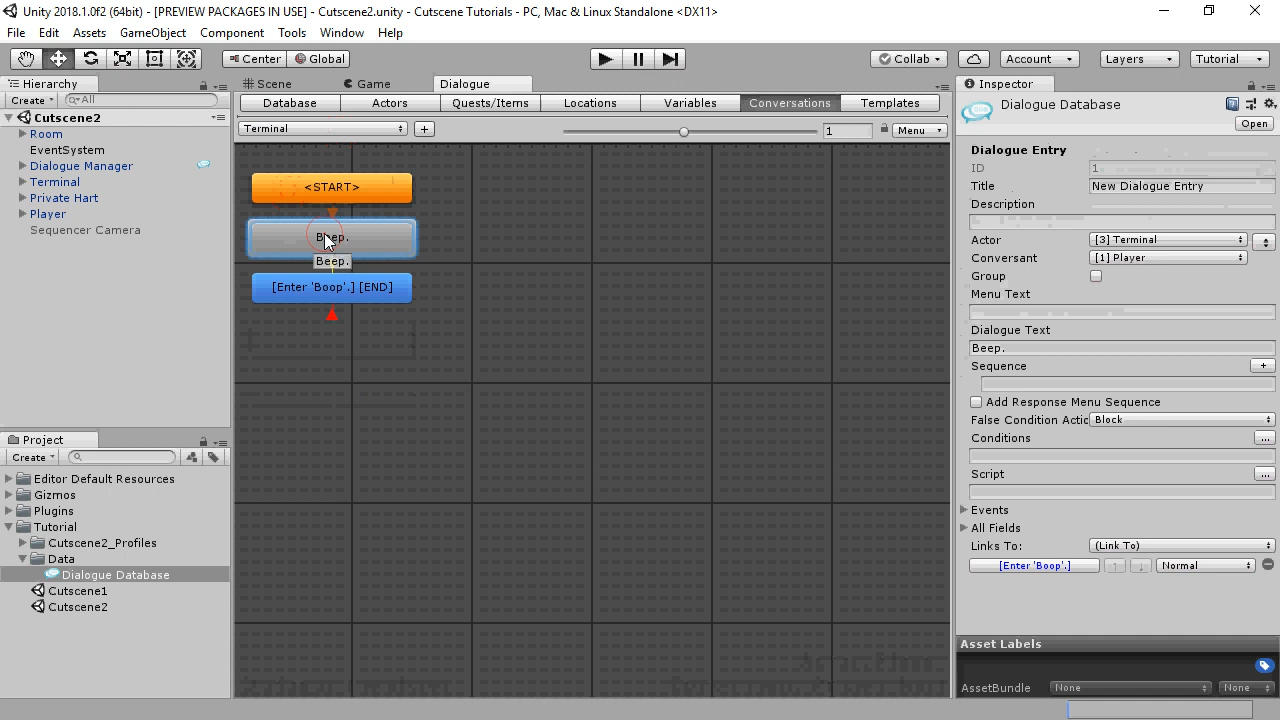 Unity 2018.1.0f2 (64bit) - [PREVIEW PACKAGES IN USE] - Cutscene2.unity - Cutscene Tutorials - PC, Mac & Linux Standalone <DX11>
File Edit Assets GameObject Component Tools Window Help
Center Global Collab Account Layers Tutorial
Hierarchy
Create All
Cutscene2
Room
EventSystem
Dialogue Manager
Terminal
Private Hart
Player
Sequencer Camera
Project
Create
Editor Default Resources
Gizmos
Plugins
Tutorial
Cutscene2_Profiles
Data
Dialogue Database
Cutscene1
Cutscene2
Scene Game Dialogue
Database Actors Quests/Items Locations Variables Conversations Templates
Terminal + 1 Menu
<START>
Beep.
Beep.
[Enter 'Boop'.] [END]
Inspector
Dialogue Database
Open
Dialogue Entry
ID 1
Title New Dialogue Entry
Description
Actor [3] Terminal
Conversant [1] Player
Group
Menu Text
Dialogue Text
Beep.
Sequence +
Add Response Menu Sequence
False Condition Actic Block
Conditions ...
Script ...
Events
All Fields
Links To: (Link To)
[Enter 'Boop'.] ↑ ↓ Normal
Asset Labels
AssetBundle None None